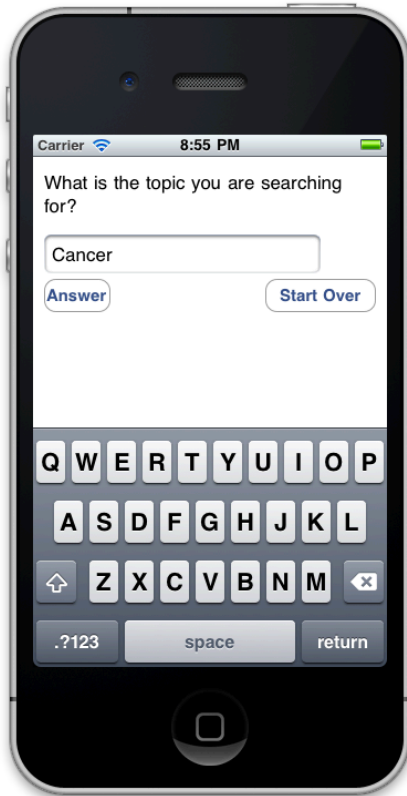 Carrier 8:55 PM
What is the topic you are searching
for?
Cancer
Answer Start Over
Q W E R T Y U I O P
A S D F G H J K L
Z X C V B N M
.?123 space return